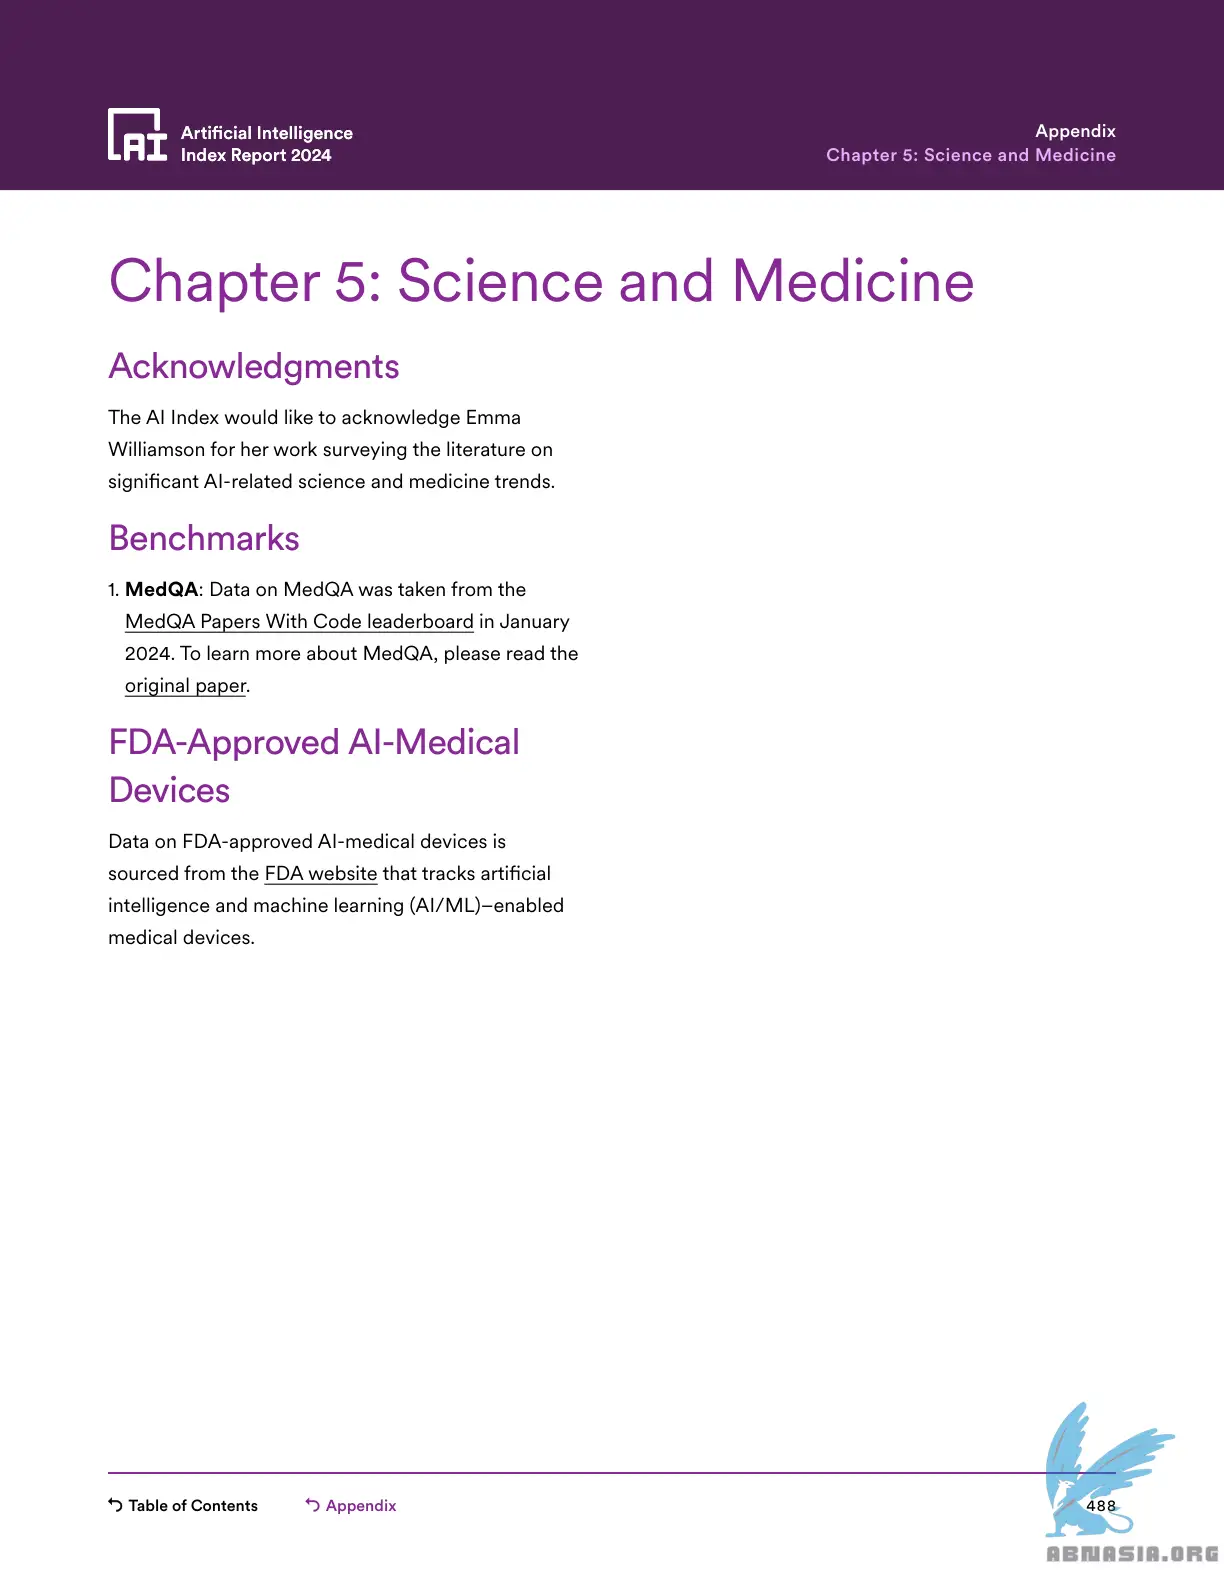 AI
Artificial Intelligence
Index Report 2024
Appendix
Chapter 5: Science and Medicine
Chapter 5: Science and Medicine
Acknowledgments
The AI Index would like to acknowledge Emma
Williamson for her work surveying the literature on
significant AI-related science and medicine trends.
Benchmarks
1. MedQA: Data on MedQA was taken from the
MedQA Papers With Code leaderboard in January
2024. To learn more about MedQA, please read the
original paper.
FDA-Approved AI-Medical
Devices
Data on FDA-approved AI-medical devices is
sourced from the FDA website that tracks artificial
intelligence and machine learning (AI/ML)–enabled
medical devices.
Table of Contents
Appendix
488
ABNASIA.ORG